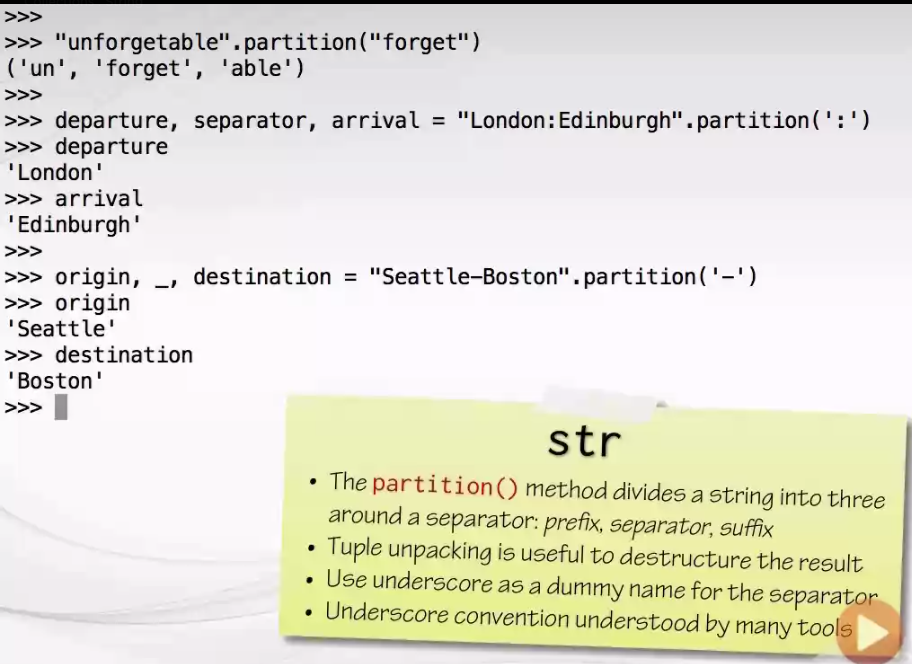 >>>
>>> "unforgetable".partition("forget")
('un', 'forget', 'able')
>>>
>>> departure, separator, arrival = "London:Edinburgh".partition(':')
>>> departure
'London'
>>> arrival
'Edinburgh'
>>>
>>> origin, _, destination = "Seattle-Boston".partition('-')
>>> origin
'Seattle'
>>> destination
'Boston'
>>>
str
• The partition() method divides a string into three
around a separator: prefix, separator, suffix
• Tuple unpacking is useful to destructure the result
• Use underscore as a dummy name for the separator
• Underscore convention understood by many tools